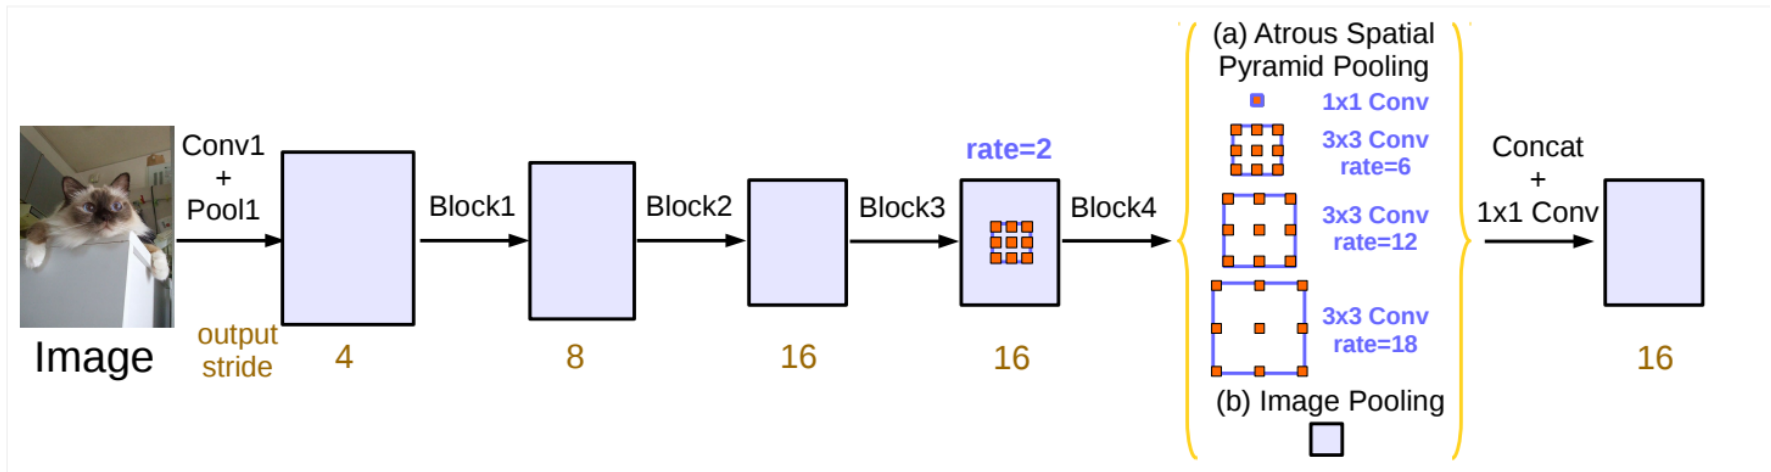 Image
Conv1
+
Pool1
output
stride
4
Block1
8
Block2
16
Block3
rate=2
16
Block4
(a) Atrous Spatial
Pyramid Pooling
1x1 Conv
3x3 Conv
rate=6
3x3 Conv
rate=12
3x3 Conv
rate=18
(b) Image Pooling
Concat
+
1x1 Conv
16